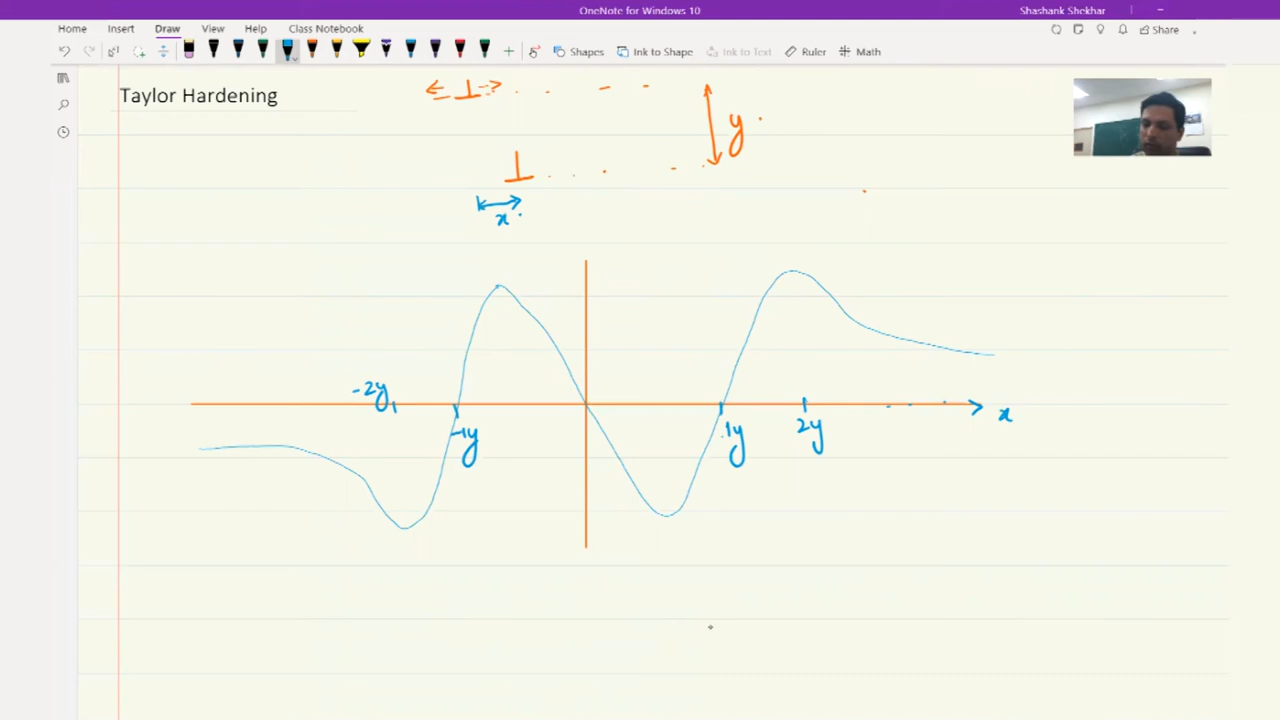 OneNote for Windows 10
Shashank Shekhar
Home Insert Draw View Help Class Notebook
Share
Shapes Ink to Shape Ink to Text Ruler Math
Taylor Hardening
y
x
-2y
-1y
1y
2y
x